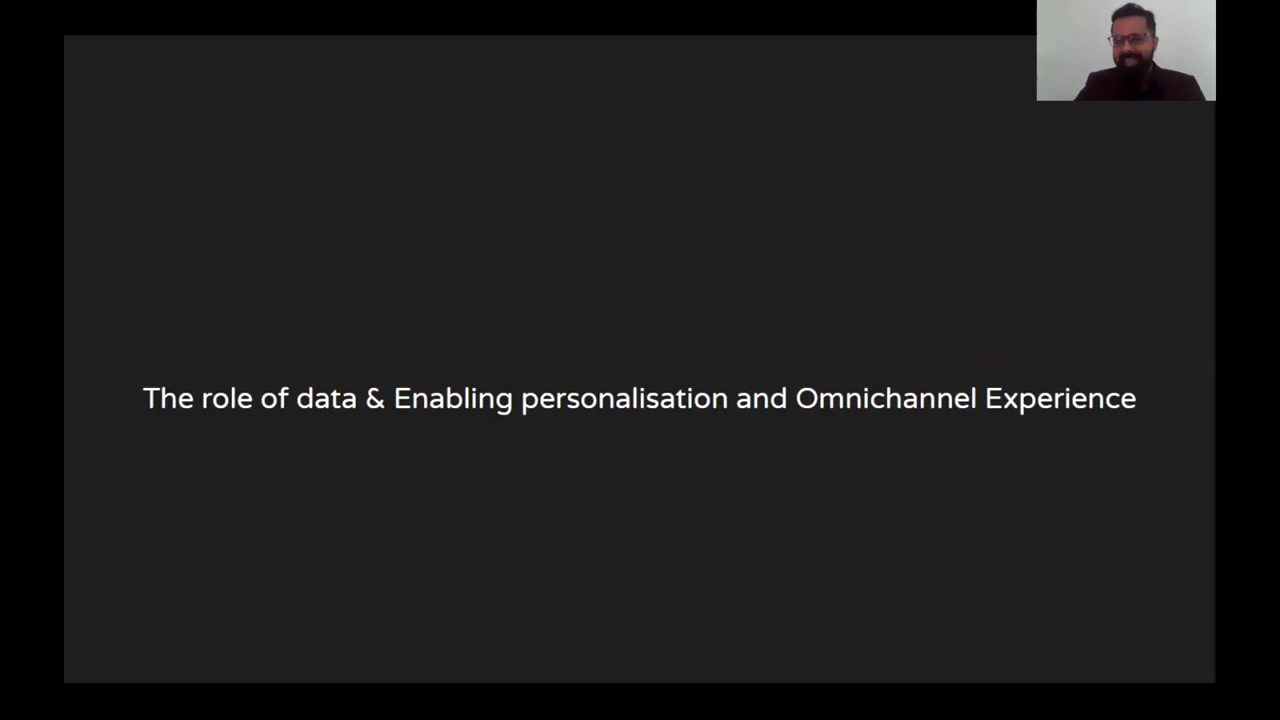 The role of data & Enabling personalisation and Omnichannel Experience